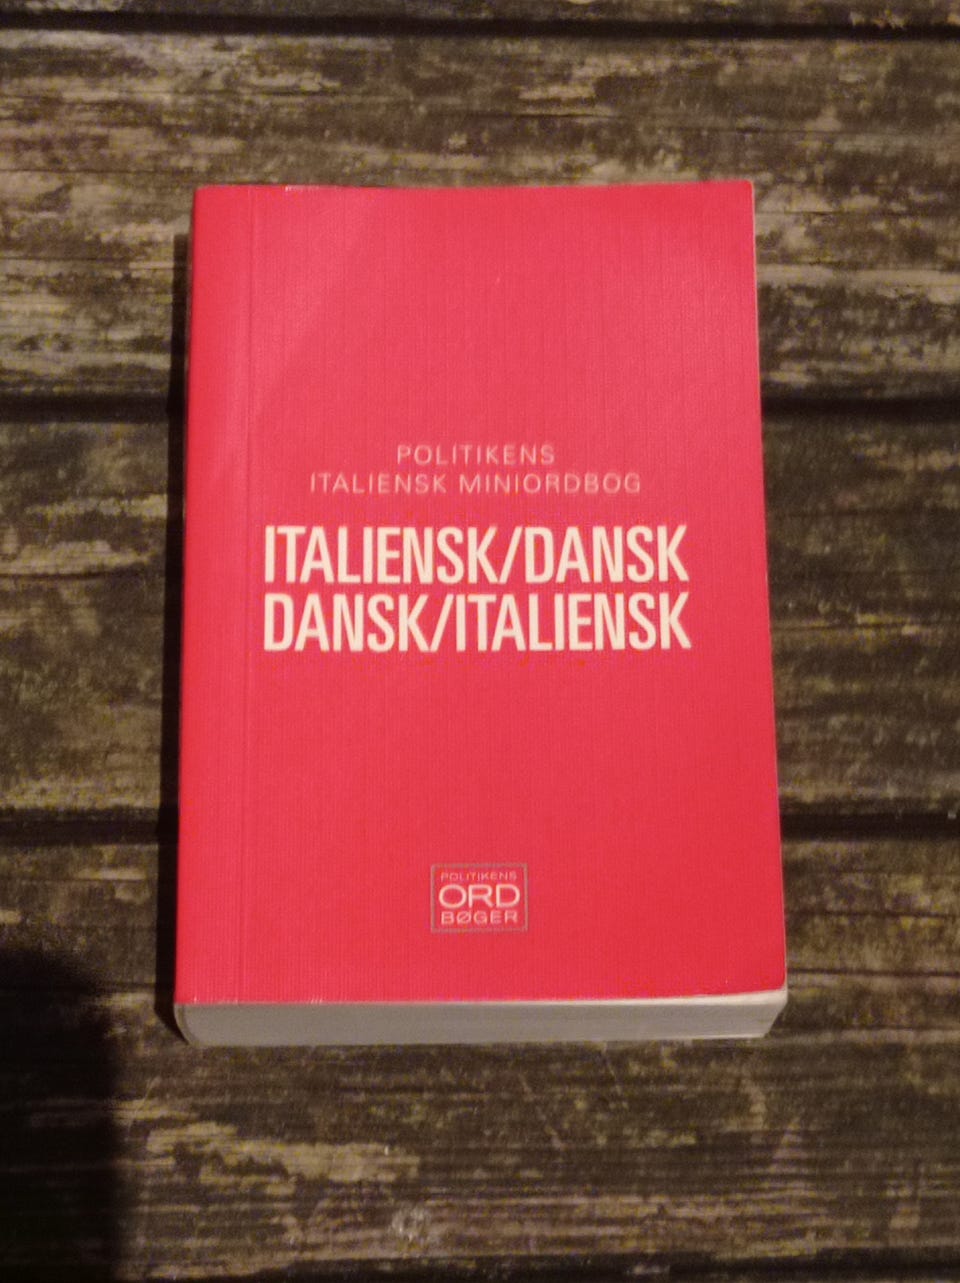 POLITIKENS
ITALIENSK MINIORDBOG
ITALIENSK/DANSK
DANSK/ITALIENSK
POLITIKENS
ORD
BØGER